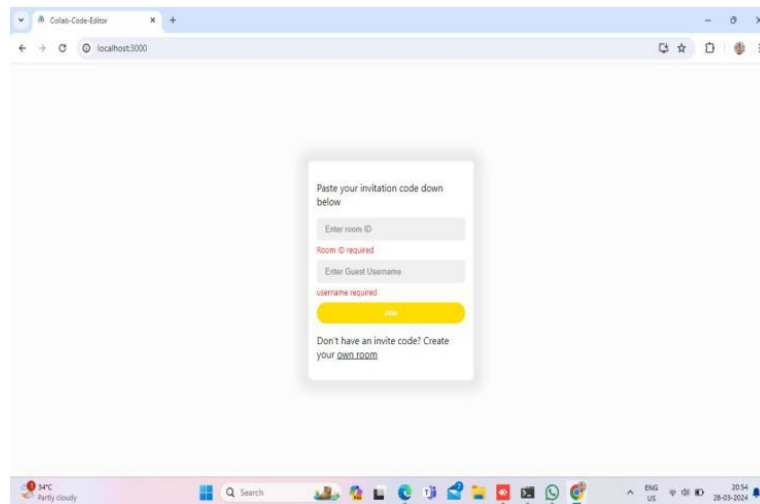 Collab-Code-Editor
localhost:3000
Paste your invitation code down
below
Enter room ID
Room ID required
Enter Guest Username
username required
Join
Don't have an invite code? Create
your own room
34°C
Partly cloudy
Search
ENG
US
20:54
28-03-2024